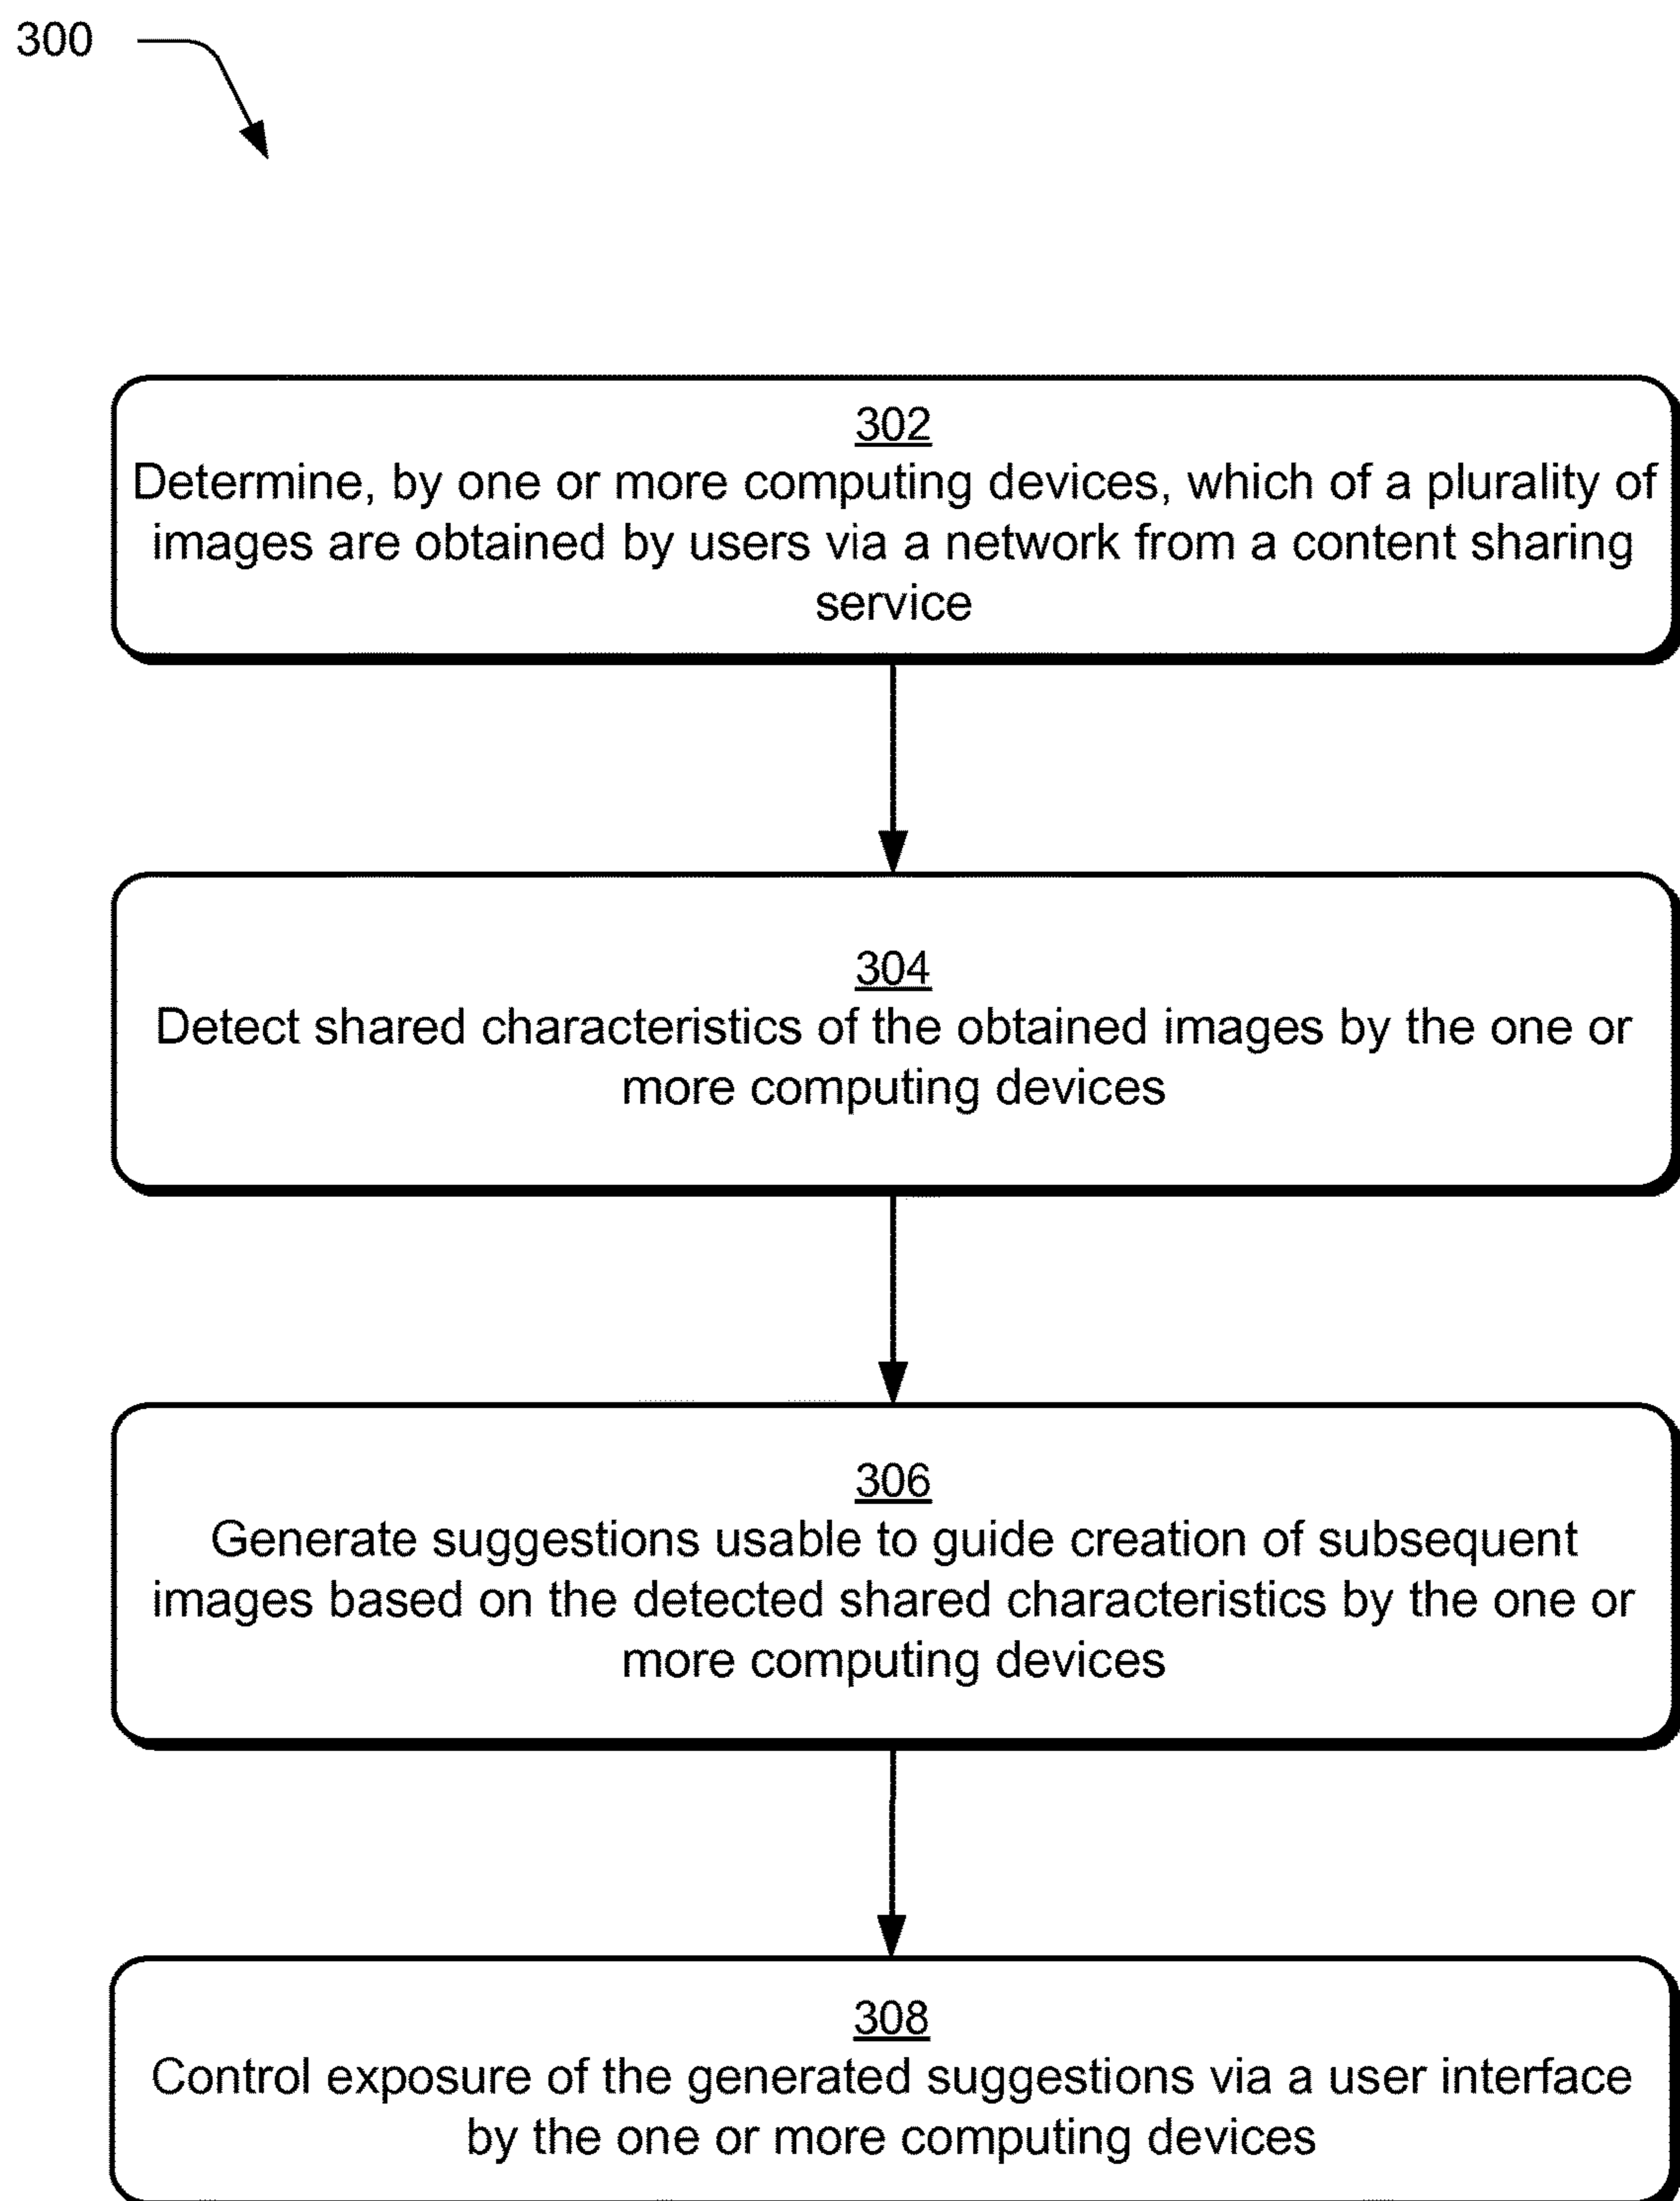 300
302
Determine, by one or more computing devices, which of a plurality of
images are obtained by users via a network from a content sharing
service
304
Detect shared characteristics of the obtained images by the one or
more computing devices
306
Generate suggestions usable to guide creation of subsequent
images based on the detected shared characteristics by the one or
more computing devices
308
Control exposure of the generated suggestions via a user interface
by the one or more computing devices